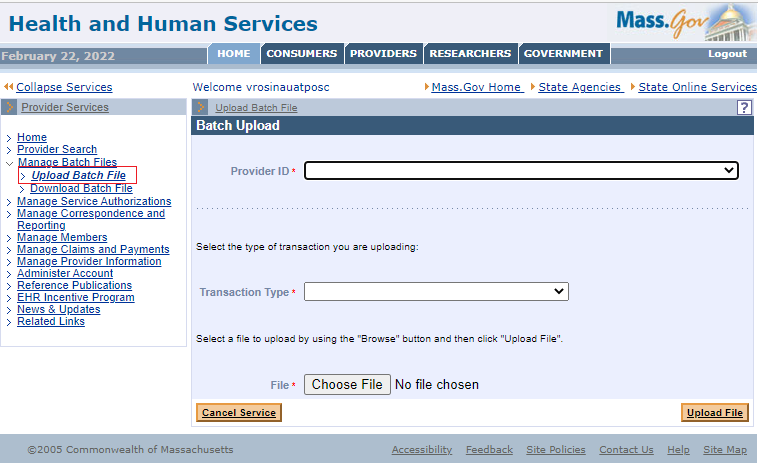 Health and Human Services
Mass.Gov
February 22, 2022
HOME CONSUMERS PROVIDERS RESEARCHERS GOVERNMENT
Logout
Collapse Services
Welcome vrosinauatposc
Mass.Gov Home State Agencies State Online Services
Provider Services
Upload Batch File
?
Batch Upload
Home
Provider Search
Manage Batch Files
Upload Batch File
Download Batch File
Manage Service Authorizations
Manage Correspondence and
Reporting
Manage Members
Manage Claims and Payments
Manage Provider Information
Administer Account
Reference Publications
EHR Incentive Program
News & Updates
Related Links
Provider ID *
Select the type of transaction you are uploading:
Transaction Type *
Select a file to upload by using the "Browse" button and then click "Upload File".
File * Choose File No file chosen
Cancel Service
Upload File
©2005 Commonwealth of Massachusetts
Accessibility Feedback Site Policies Contact Us Help Site Map